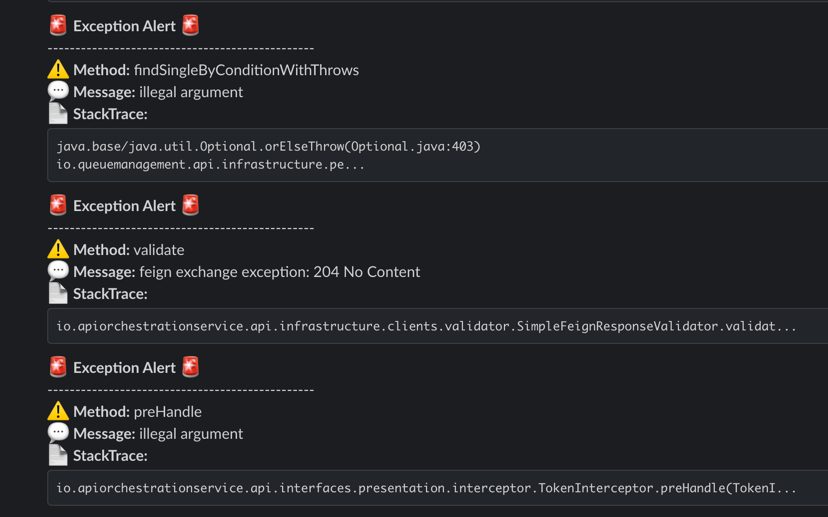 🚨 Exception Alert 🚨
-----------------------------------------------
⚠️ Method: findSingleByConditionWithThrows
💬 Message: illegal argument
📄 StackTrace:
java.base/java.util.Optional.orElseThrow(Optional.java:403)
io.queuemanagement.api.infrastructure.pe...
🚨 Exception Alert 🚨
-----------------------------------------------
⚠️ Method: validate
💬 Message: feign exchange exception: 204 No Content
📄 StackTrace:
io.apiorchestrationservice.api.infrastructure.clients.validator.SimpleFeignResponseValidator.validat...
🚨 Exception Alert 🚨
-----------------------------------------------
⚠️ Method: preHandle
💬 Message: illegal argument
📄 StackTrace:
io.apiorchestrationservice.api.interfaces.presentation.interceptor.TokenInterceptor.preHandle(TokenI...